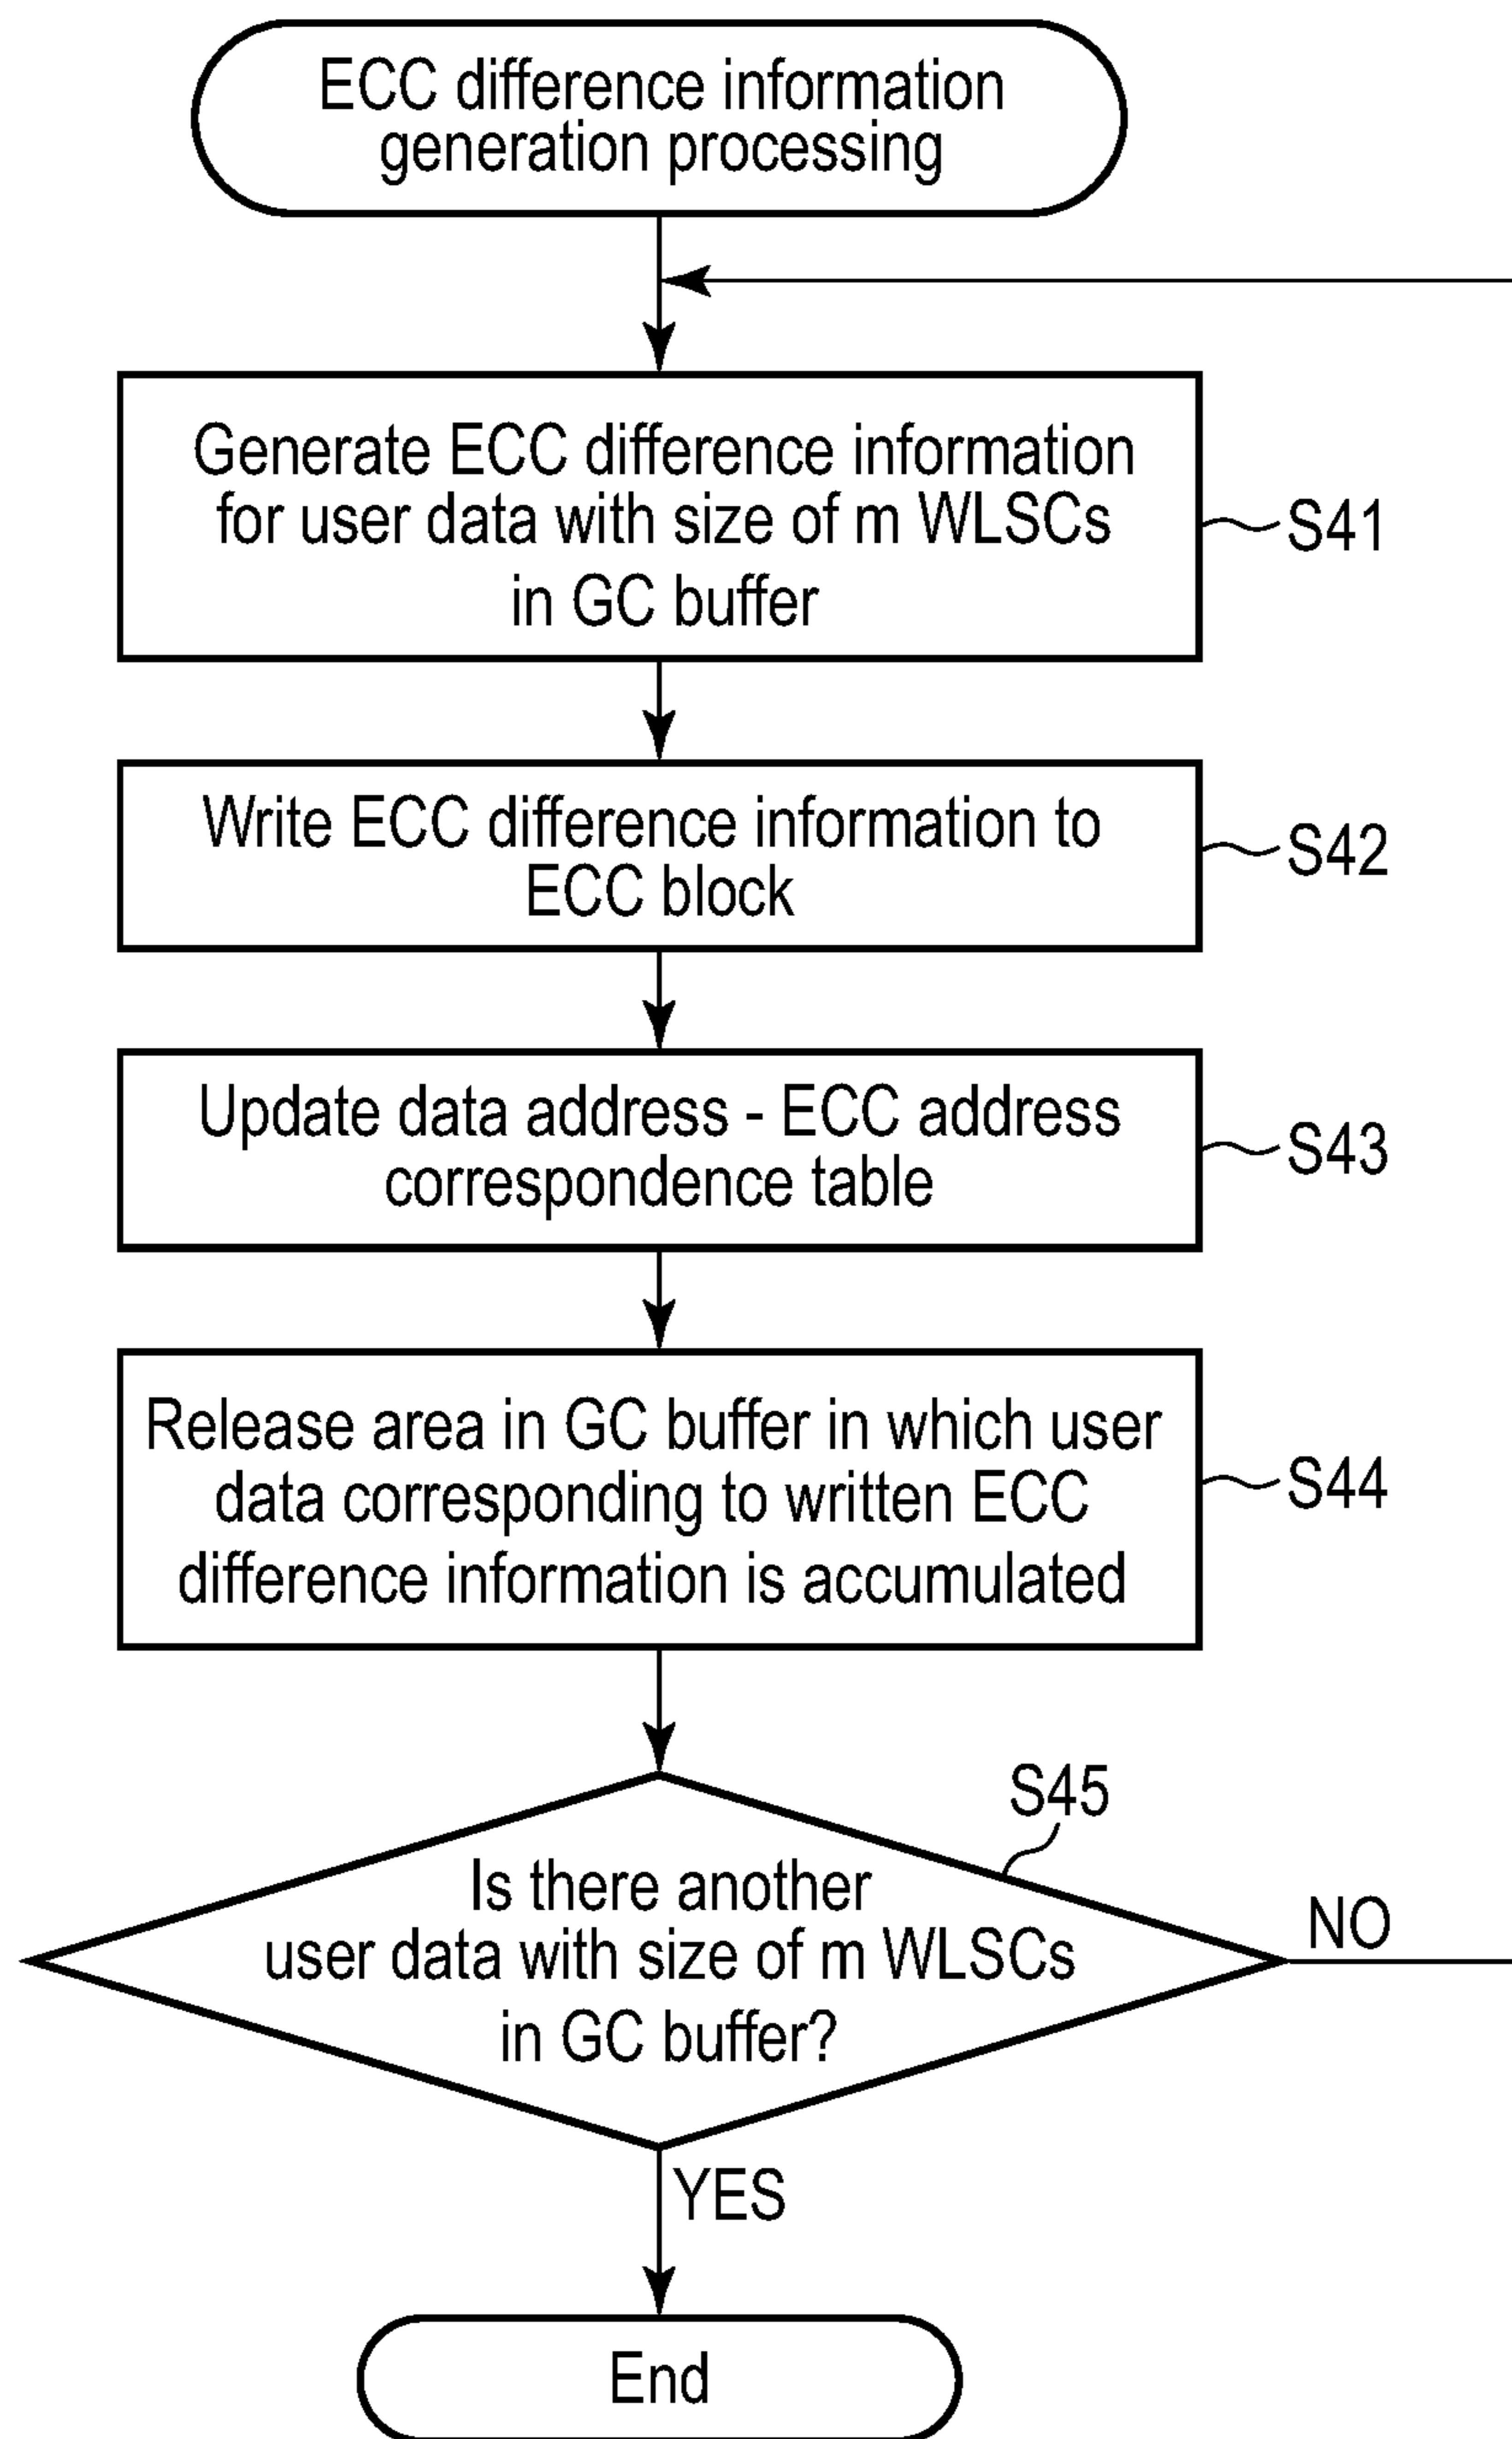 ECC difference information
generation processing
Generate ECC difference information
for user data with size of m WLSCs
in GC buffer
S41
Write ECC difference information to
ECC block
S42
Update data address - ECC address
correspondence table
S43
Release area in GC buffer in which user
data corresponding to written ECC
difference information is accumulated
S44
S45
Is there another
user data with size of m WLSCs
in GC buffer?
NO
YES
End